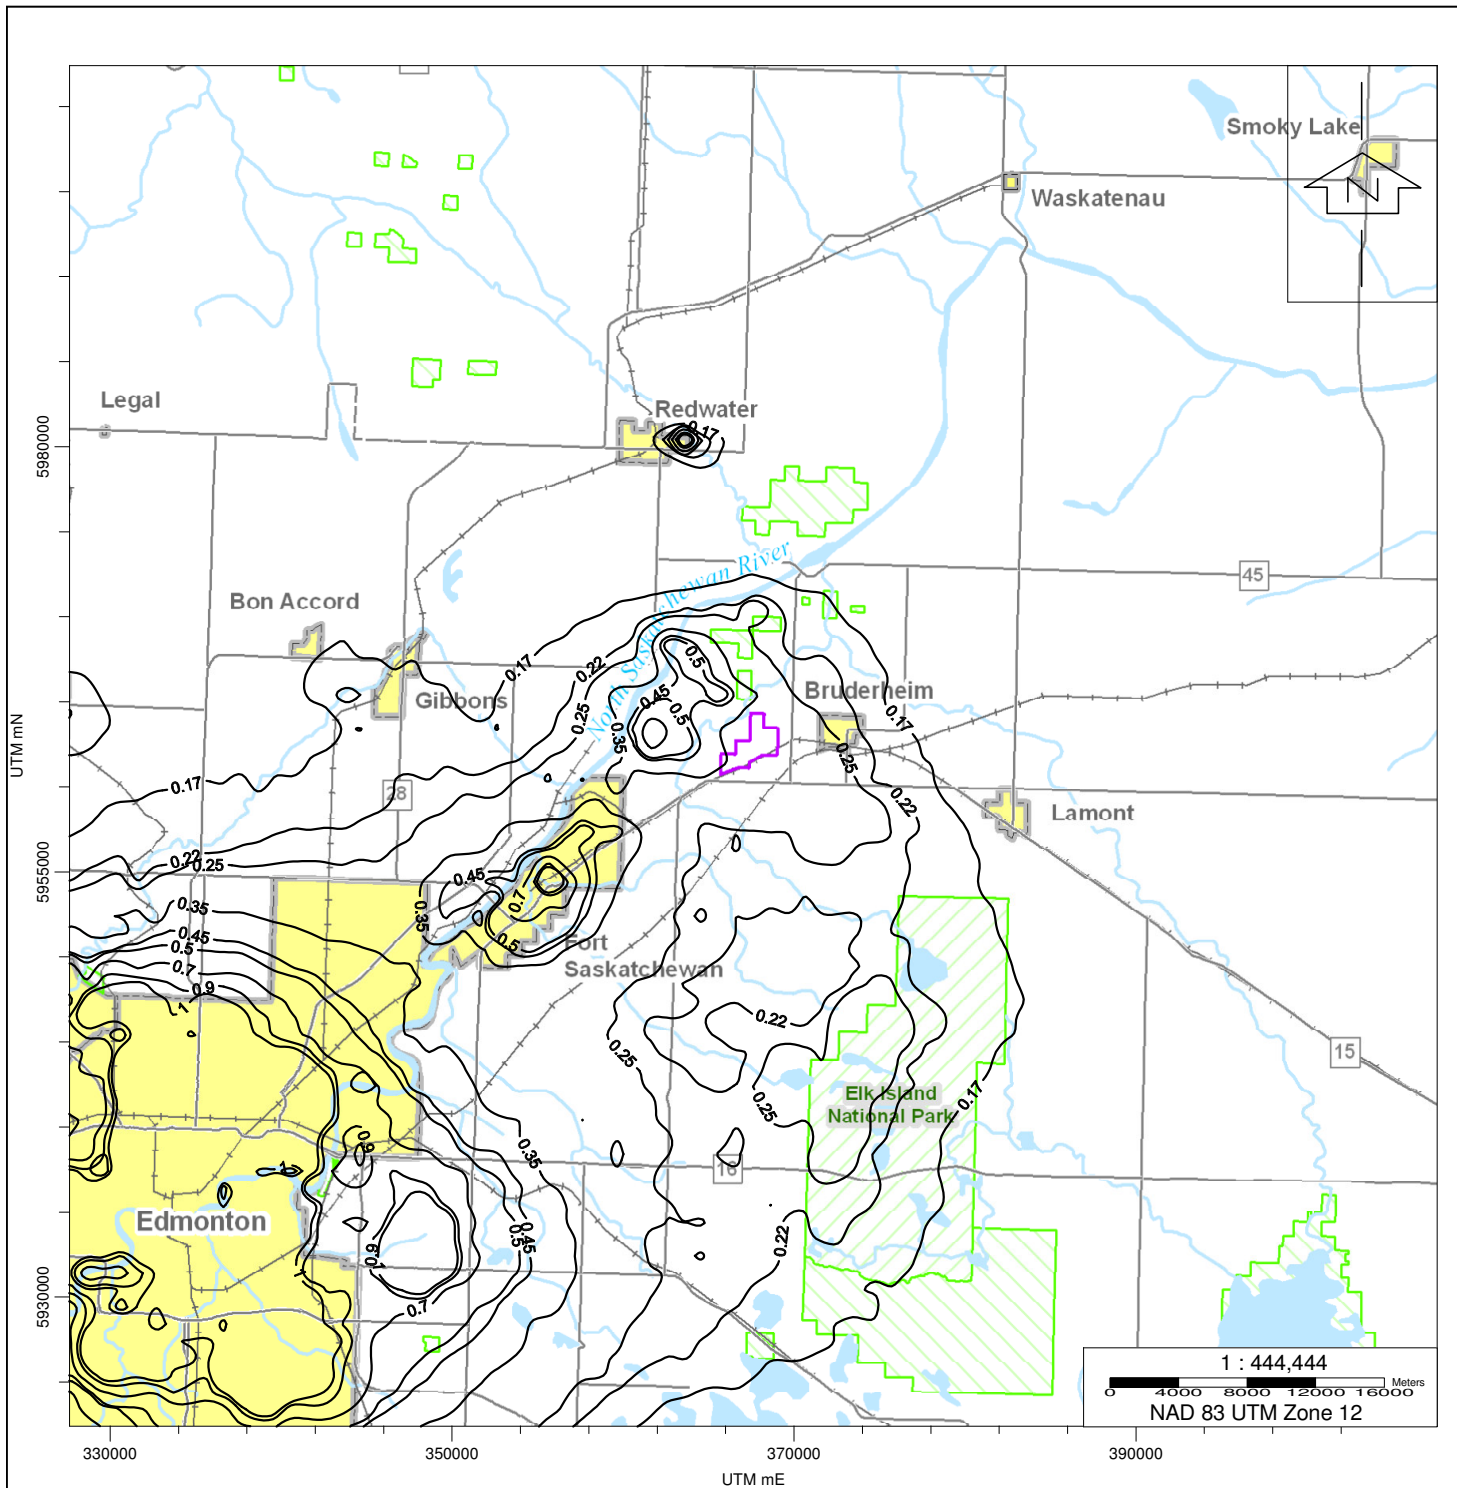 Smoky Lake
Waskatenau
N
Legal
Redwater
0.17
5980000
North Saskatchewan River
45
Bon Accord
0.17
0.22
0.5
Gibbons
0.45
Bruderheim
0.25
0.5
0.17
0.35
UTM mN
0.25
0.17
28
0.22
Lamont
0.22
0.25
5955000
0.45
0.7
0.35
0.35
0.45
0.5
0.5
Fort
Saskatchewan
0.7
0.9
1
0.22
0.25
15
Elk Island
National Park
0.17
0.25
0.9
0.35
1
16
Edmonton
0.22
0.45
0.5
0.9
1
1
0.7
5930000
1 : 444,444
0 4000 8000 12000 16000 Meters
NAD 83 UTM Zone 12
330000 350000 370000 390000
UTM mE